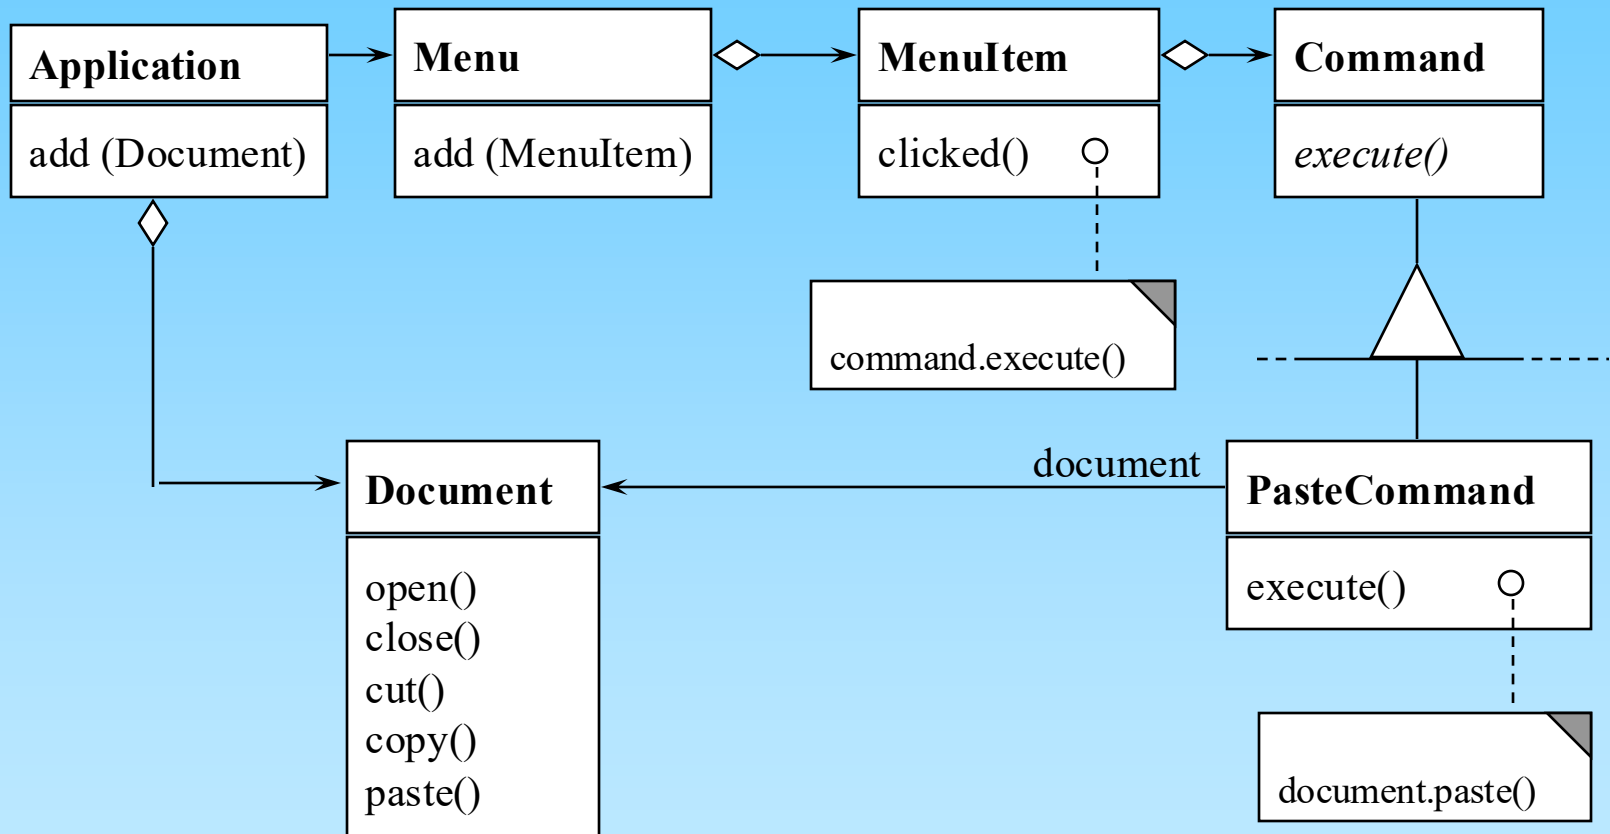 Application
add (Document)
Menu
add (MenuItem)
MenuItem
clicked()
Command
execute()
command.execute()
document
Document
open()
close()
cut()
copy()
paste()
PasteCommand
execute()
document.paste()